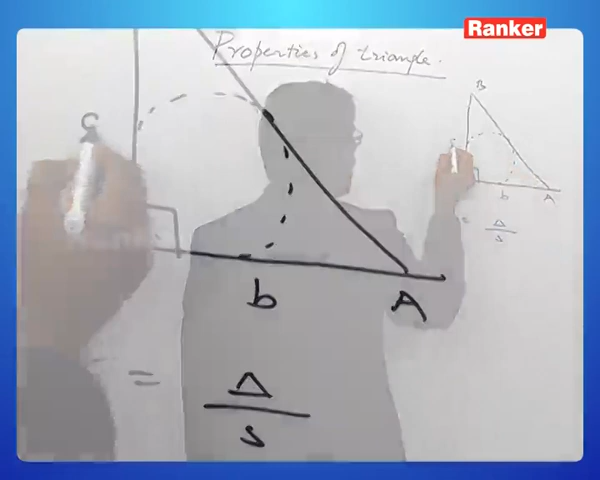 Ranker
Properties of triangle.
B
C
b
A
b
A
=
Δ
s
Δ
s